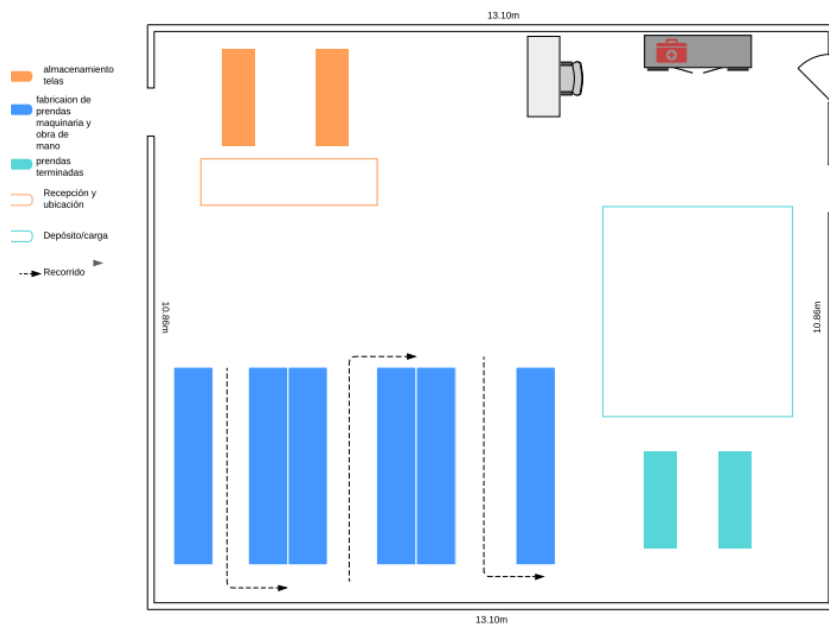 13.10m
almacenamiento
telas
fabricaion de
prendas
maquinaria y
obra de
mano
prendas
terminadas
Recepción y
ubicación
Depósito/carga
Recorrido
10.86m
10.86m
13.10m